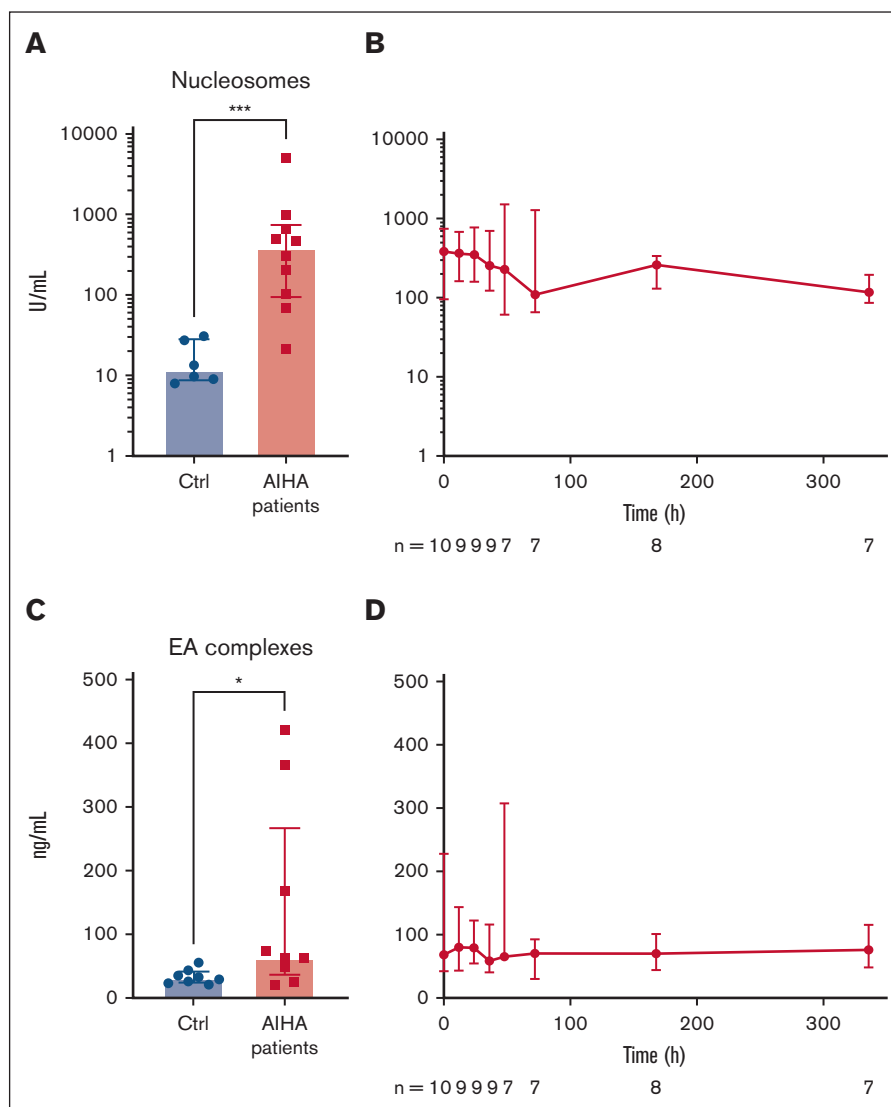 A
Nucleosomes
***
10000
1000
100
10
1
U/mL
Ctrl
AIHA
patients
B
10000
1000
100
10
1
0 100 200 300
Time (h)
n = 10 9 9 9 7 7 8 7
C
EA complexes
*
500
400
300
200
100
0
ng/mL
Ctrl
AIHA
patients
D
500
400
300
200
100
0
0 100 200 300
Time (h)
n = 10 9 9 9 7 7 8 7